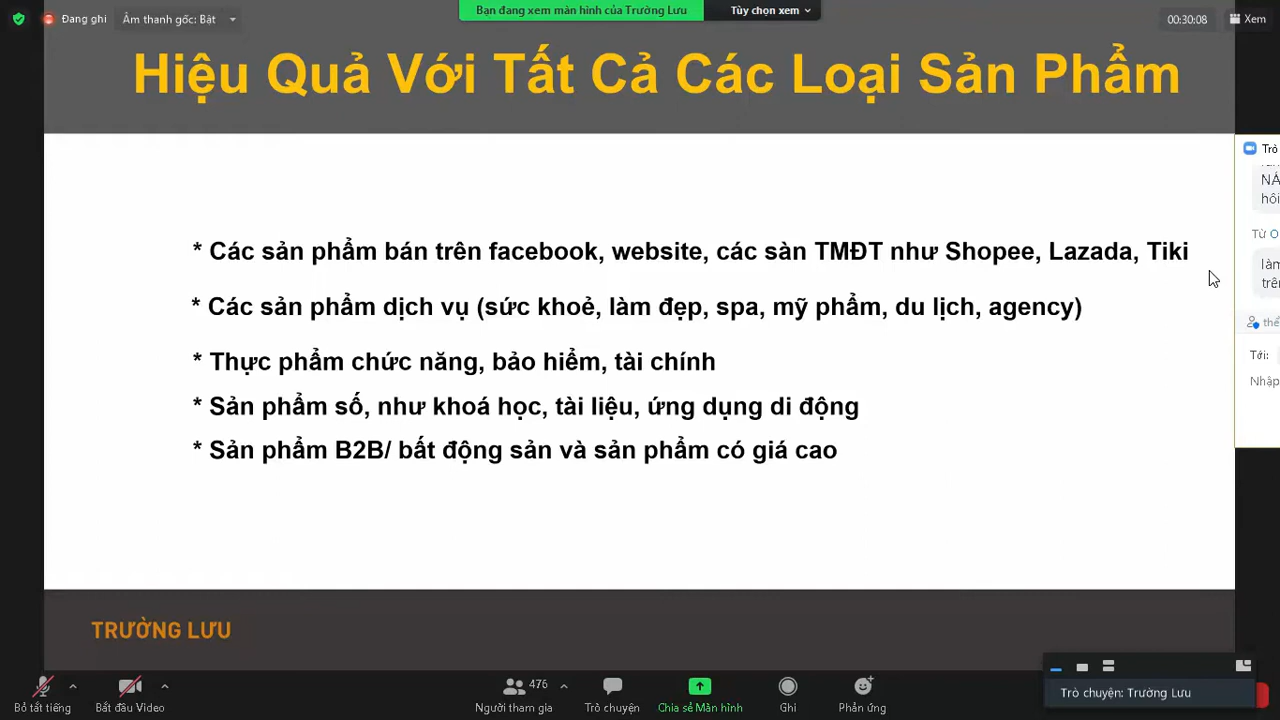 Đang ghi
Âm thanh gốc: Bật
Bạn đang xem màn hình của Trường Lưu
Tùy chọn xem
00:30:08
Xem
Hiệu Quả Với Tất Cả Các Loại Sản Phẩm
* Các sản phẩm bán trên facebook, website, các sàn TMĐT như Shopee, Lazada, Tiki
* Các sản phẩm dịch vụ (sức khoẻ, làm đẹp, spa, mỹ phẩm, du lịch, agency)
* Thực phẩm chức năng, bảo hiểm, tài chính
* Sản phẩm số, như khoá học, tài liệu, ứng dụng di động
* Sản phẩm B2B/ bất động sản và sản phẩm có giá cao
TRƯỜNG LƯU
Trò
hôi
Từ
Tới:
Nhập
Trò chuyện: Trường Lưu
Bỏ tắt tiếng
Bắt đầu Video
476
Người tham gia
Trò chuyện
Chia sẻ Màn hình
Ghi
Phản ứng